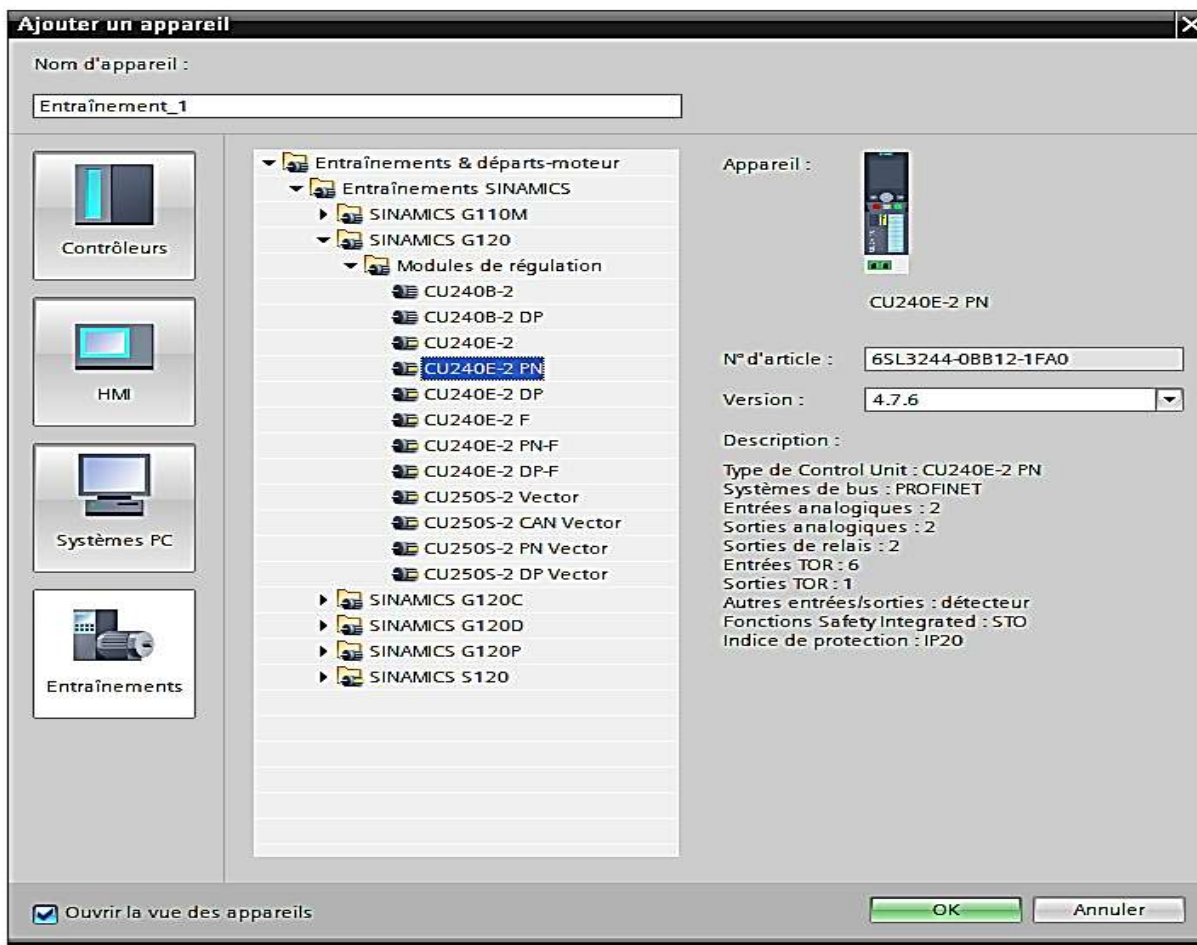 Ajouter un appareil
Nom d'appareil :
Entraînement_1
Contrôleurs
HMI
Systèmes PC
Entraînements
Entraînements & départs-moteur
Entraînements SINAMICS
SINAMICS G110M
SINAMICS G120
Modules de régulation
CU240B-2
CU240B-2 DP
CU240E-2
CU240E-2 PN
CU240E-2 DP
CU240E-2 F
CU240E-2 PN-F
CU240E-2 DP-F
CU250S-2 Vector
CU250S-2 CAN Vector
CU250S-2 PN Vector
CU250S-2 DP Vector
SINAMICS G120C
SINAMICS G120D
SINAMICS G120P
SINAMICS S120
Appareil :
CU240E-2 PN
N° d'article :
6SL3244-0BB12-1FA0
Version :
4.7.6
Description :
Type de Control Unit : CU240E-2 PN
Systèmes de bus : PROFINET
Entrées analogiques : 2
Sorties analogiques : 2
Sorties de relais : 2
Entrées TOR : 6
Sorties TOR : 1
Autres entrées/sorties : détecteur
Fonctions Safety Integrated : STO
Indice de protection : IP20
Ouvrir la vue des appareils
OK
Annuler